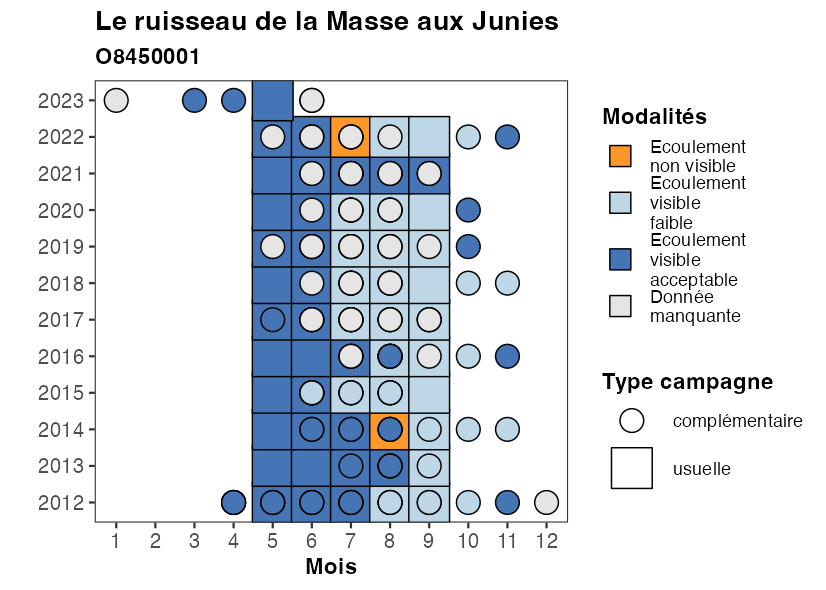 Le ruisseau de la Masse aux Junies
O8450001
2023
2022
2021
2020
2019
2018
2017
2016
2015
2014
2013
2012
1 2 3 4 5 6 7 8 9 10 11 12
Mois
Modalités
Ecoulement
non visible
Ecoulement
visible
faible
Ecoulement
visible
acceptable
Donnée
manquante
Type campagne
complémentaire
usuelle